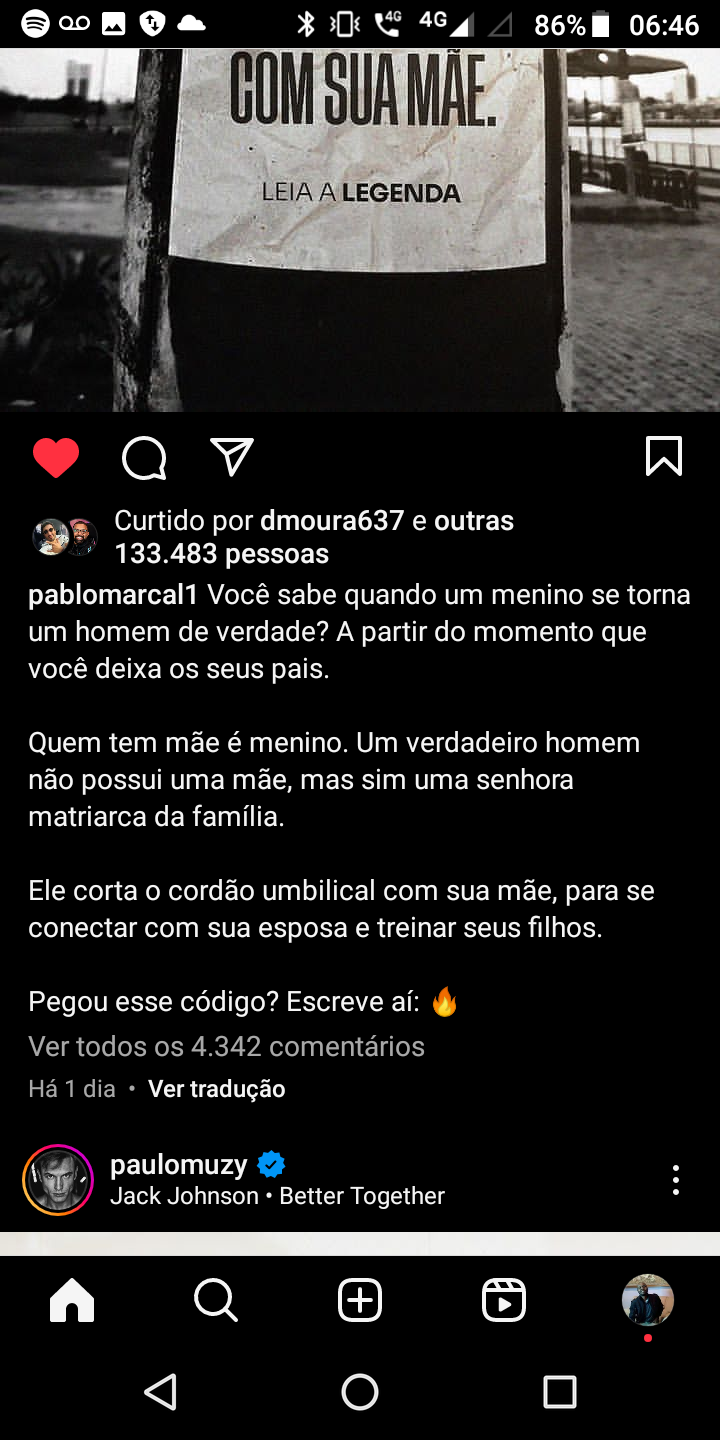 4G 4G 86% 06:46
COM SUA MÃE.
LEIA A LEGENDA
Curtido por dmoura637 e outras
133.483 pessoas
pablomarcal1 Você sabe quando um menino se torna
um homem de verdade? A partir do momento que
você deixa os seus pais.
Quem tem mãe é menino. Um verdadeiro homem
não possui uma mãe, mas sim uma senhora
matriarca da família.
Ele corta o cordão umbilical com sua mãe, para se
conectar com sua esposa e treinar seus filhos.
Pegou esse código? Escreve aí: 🔥
Ver todos os 4.342 comentários
Há 1 dia • Ver tradução
paulomuzy
Jack Johnson • Better Together